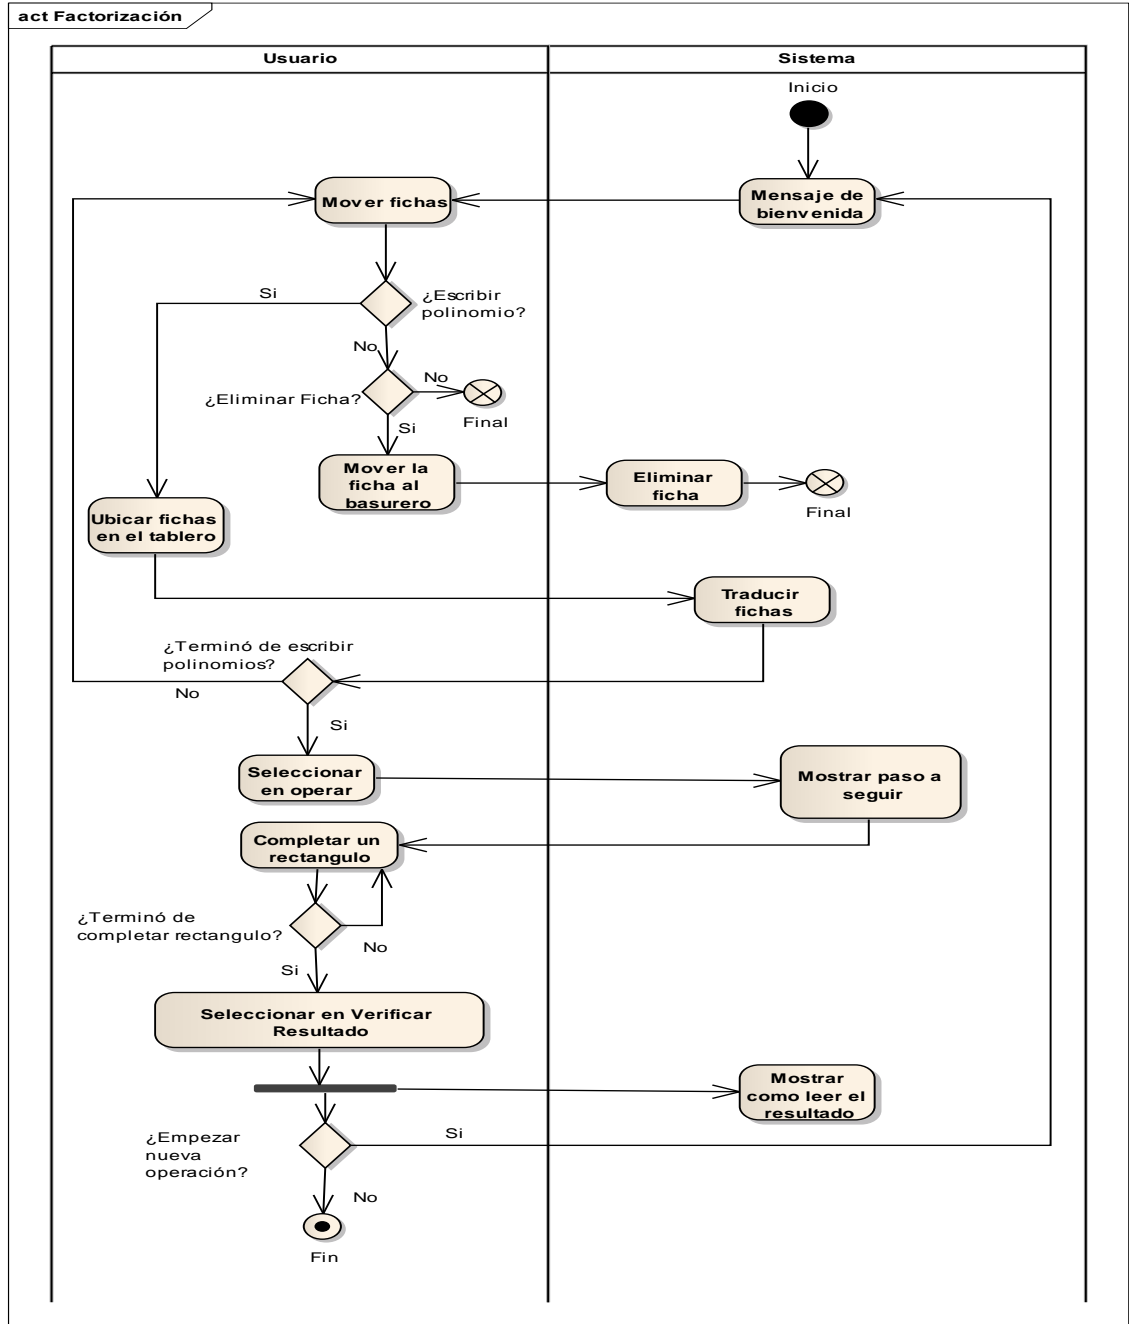 act Factorización
Usuario
Sistema
Inicio
Mover fichas
Mensaje de
bienvenida
Si
¿Escribir
polinomio?
No
No
¿Eliminar Ficha?
Final
Si
Mover la
ficha al
basurero
Eliminar
ficha
Final
Ubicar fichas
en el tablero
Traducir
fichas
¿Terminó de escribir
polinomios?
No
Si
Seleccionar
en operar
Mostrar paso a
seguir
Completar un
rectangulo
¿Terminó de
completar rectangulo?
No
Si
Seleccionar en Verificar
Resultado
Mostrar
como leer el
resultado
¿Empezar
nueva
operación?
Si
No
Fin